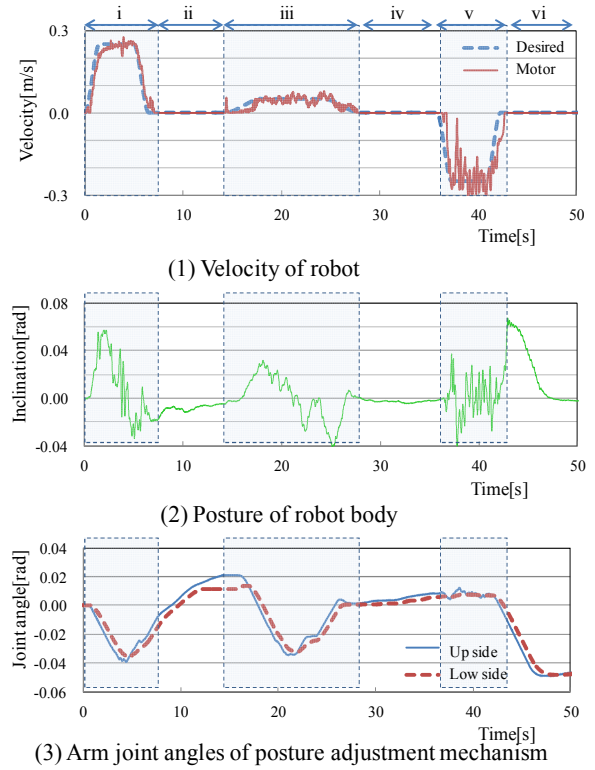 i ii iii iv v vi
0.3
0.0
-0.3
Velocity[m/s]
Desired
Motor
0 10 20 30 40 50
Time[s]
(1) Velocity of robot
0.08
0.04
0.00
-0.04
Inclination[rad]
0 10 20 30 40 50
Time[s]
(2) Posture of robot body
0.04
0.02
0.00
-0.02
-0.04
-0.06
Joint angle[rad]
Up side
Low side
0 10 20 30 40 50
Time[s]
(3) Arm joint angles of posture adjustment mechanism